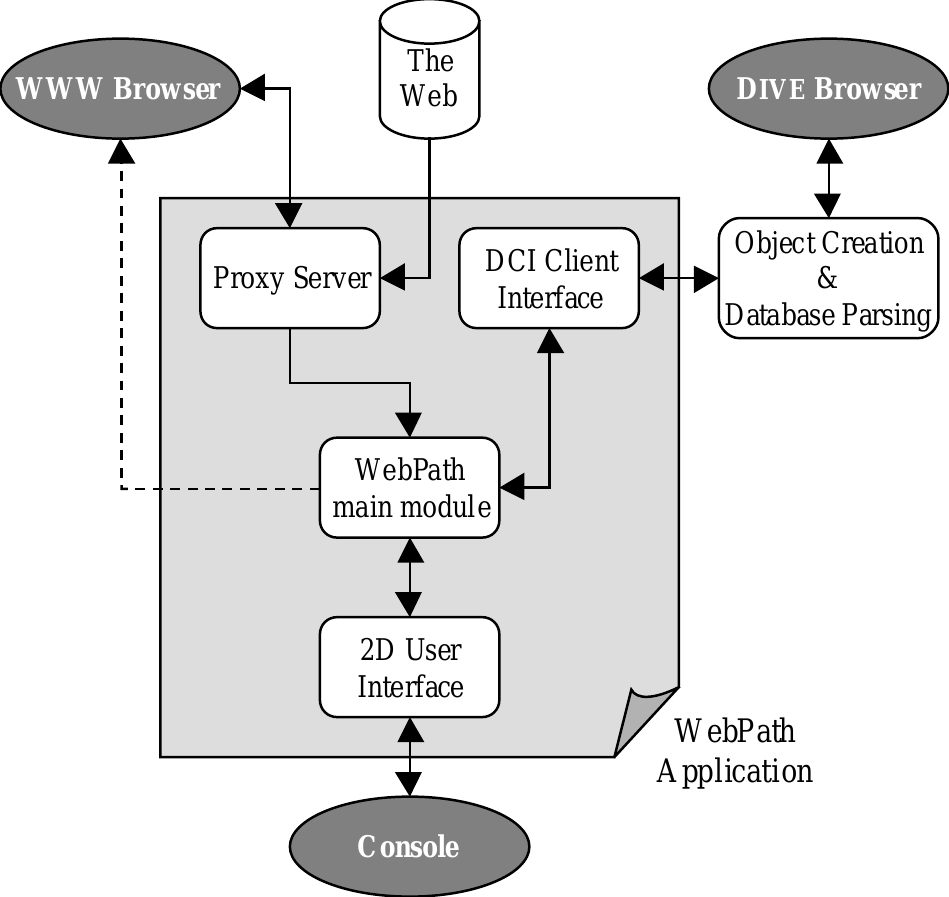 The
Web
WWW Browser
DIVE Browser
Proxy Server
DCI Client
Interface
Object Creation
&
Database Parsing
WebPath
main module
2D User
Interface
WebPath
Application
Console